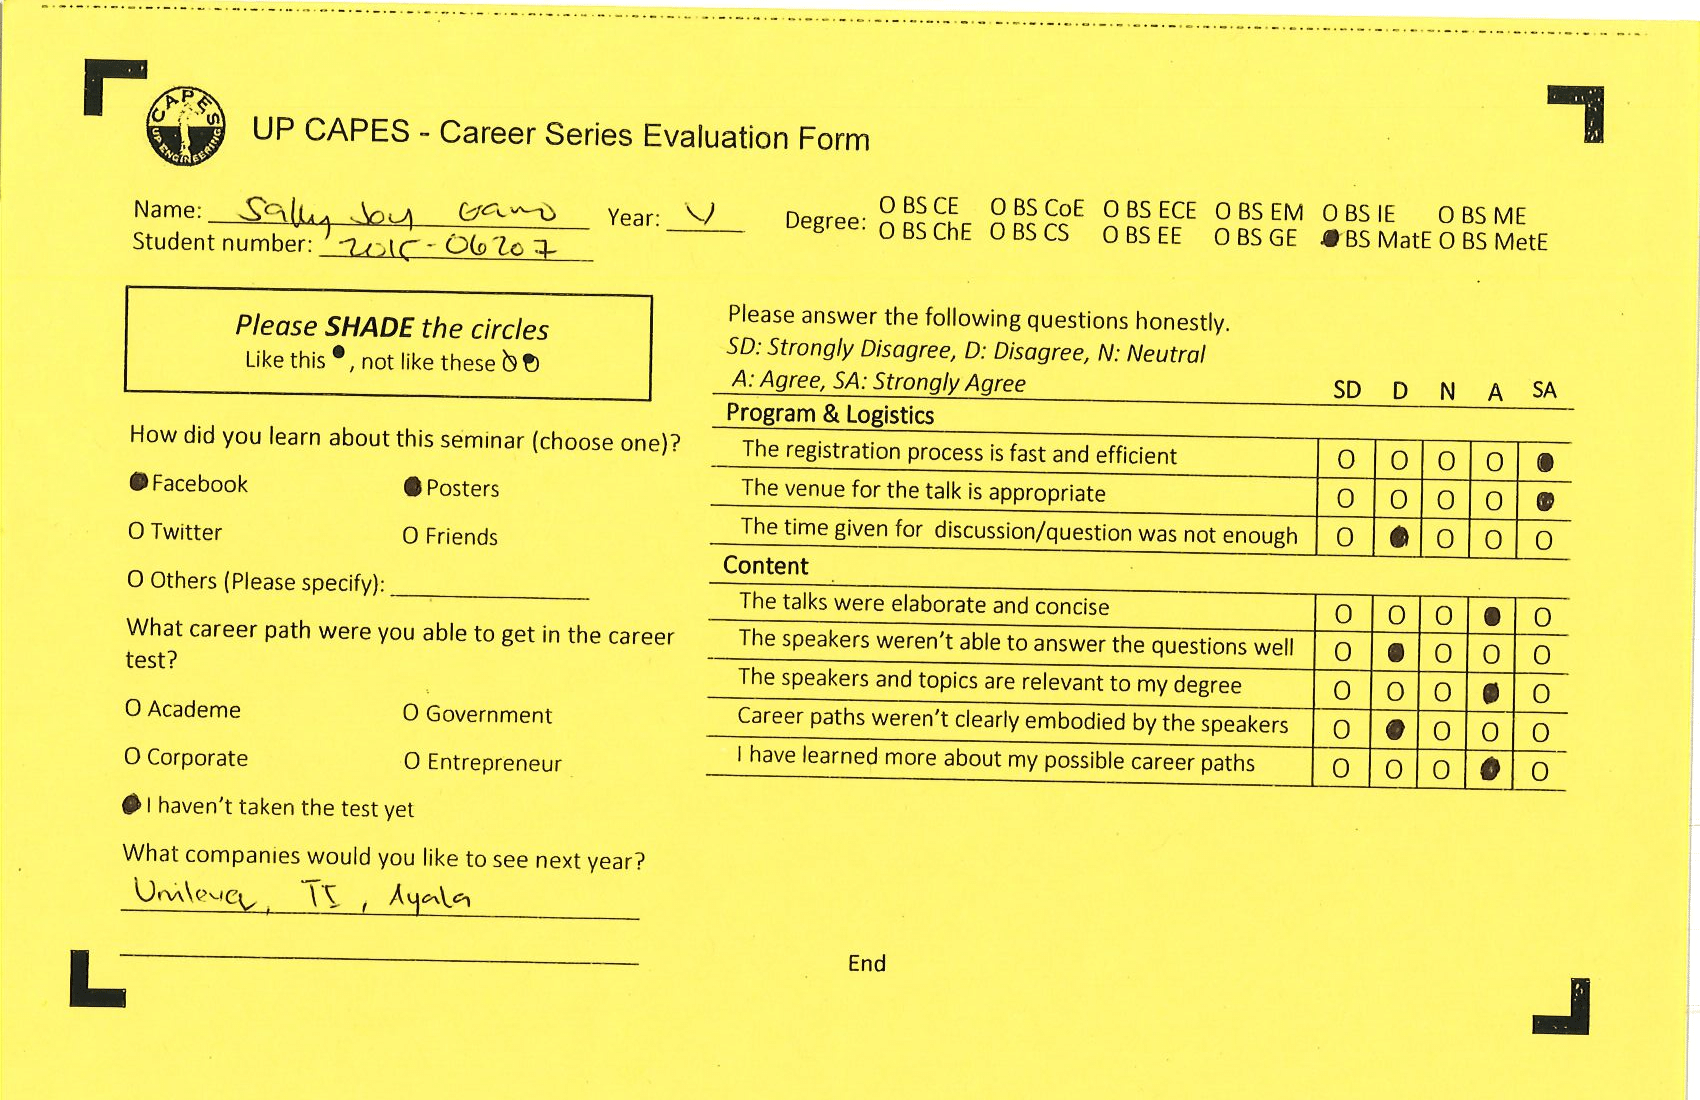 CAPES
UP ENGINEERING
UP CAPES - Career Series Evaluation Form
Name: Sally Joy Gano Year: V
Student number: 2015-06207
Degree: O BS CE O BS CoE O BS ECE O BS EM O BS IE O BS ME
O BS ChE O BS CS O BS EE O BS GE ● BS MatE O BS MetE
Please SHADE the circles
Like this ●, not like these
How did you learn about this seminar (choose one)?
● Facebook ● Posters
O Twitter O Friends
O Others (Please specify):
What career path were you able to get in the career
test?
O Academe O Government
O Corporate O Entrepreneur
● I haven't taken the test yet
What companies would you like to see next year?
Unilever, TI, Ayala
Please answer the following questions honestly.
SD: Strongly Disagree, D: Disagree, N: Neutral
A: Agree, SA: Strongly Agree SD D N A SA
Program & Logistics
The registration process is fast and efficient O O O O ●
The venue for the talk is appropriate O O O O ●
The time given for discussion/question was not enough O ● O O O
Content
The talks were elaborate and concise O O O ● O
The speakers weren't able to answer the questions well O ● O O O
The speakers and topics are relevant to my degree O O O ● O
Career paths weren't clearly embodied by the speakers O ● O O O
I have learned more about my possible career paths O O O ● O
End